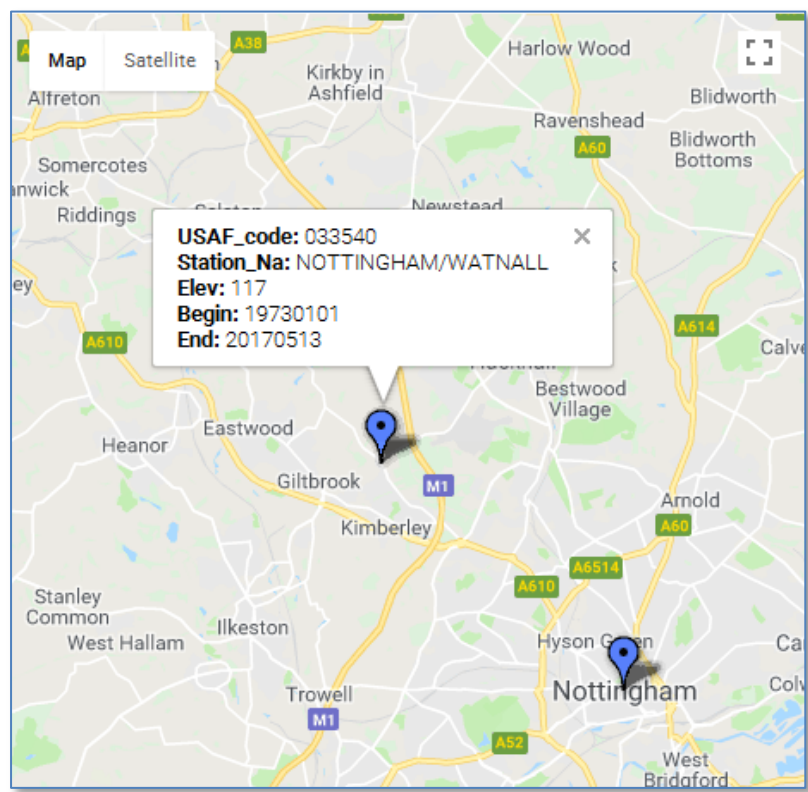 A38
Harlow Wood
Map
Satellite
Kirkby in
Ashfield
Alfreton
Blidworth
Ravenshead
A60
Blidworth
Bottoms
Somercotes
Riddings
Newstead
USAF_code: 033540
Station_Na: NOTTINGHAM/WATNALL
Elev: 117
Begin: 19730101
End: 20170513
A610
A614
Bestwood
Village
Eastwood
Heanor
Giltbrook
M1
Arnold
Kimberley
A60
A6514
A610
Stanley
Common
Ilkeston
West Hallam
Hyson Green
Nottingham
Trowell
M1
A52
West
Bridgford